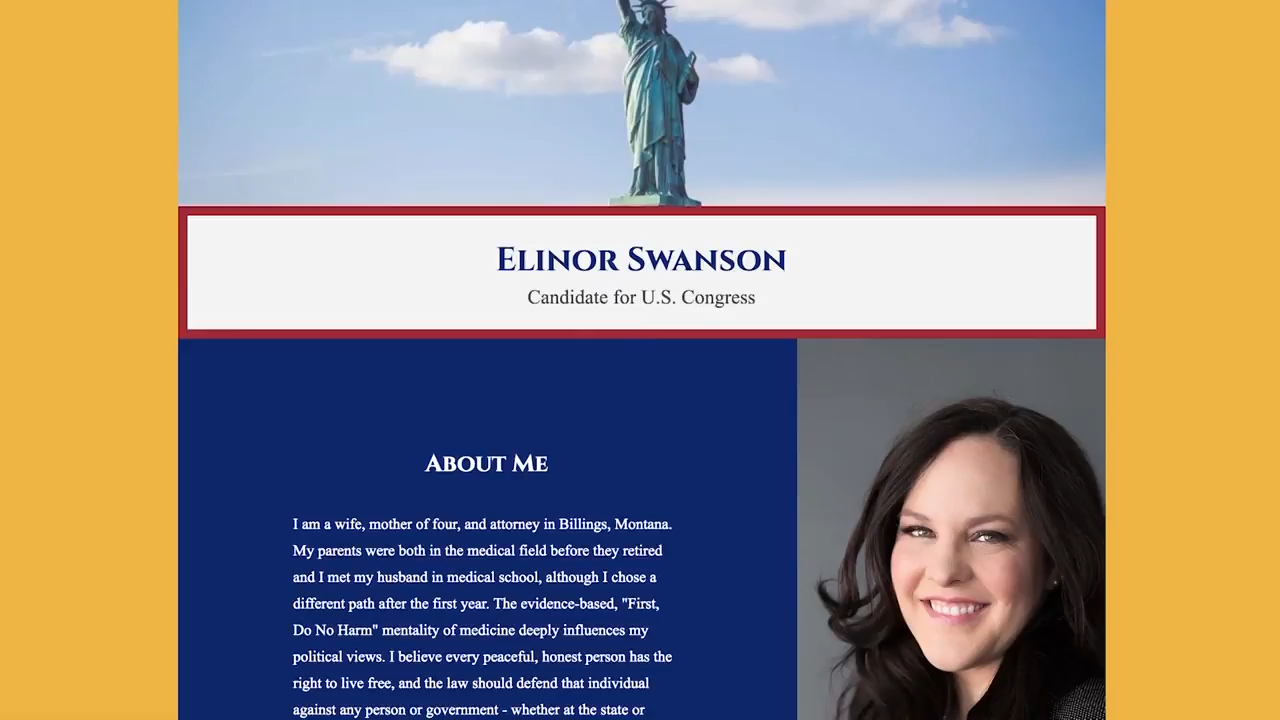 Elinor Swanson
Candidate for U.S. Congress
About Me
I am a wife, mother of four, and attorney in Billings, Montana.
My parents were both in the medical field before they retired
and I met my husband in medical school, although I chose a
different path after the first year. The evidence-based, "First,
Do No Harm" mentality of medicine deeply influences my
political views. I believe every peaceful, honest person has the
right to live free, and the law should defend that individual
against any person or government - whether at the state or